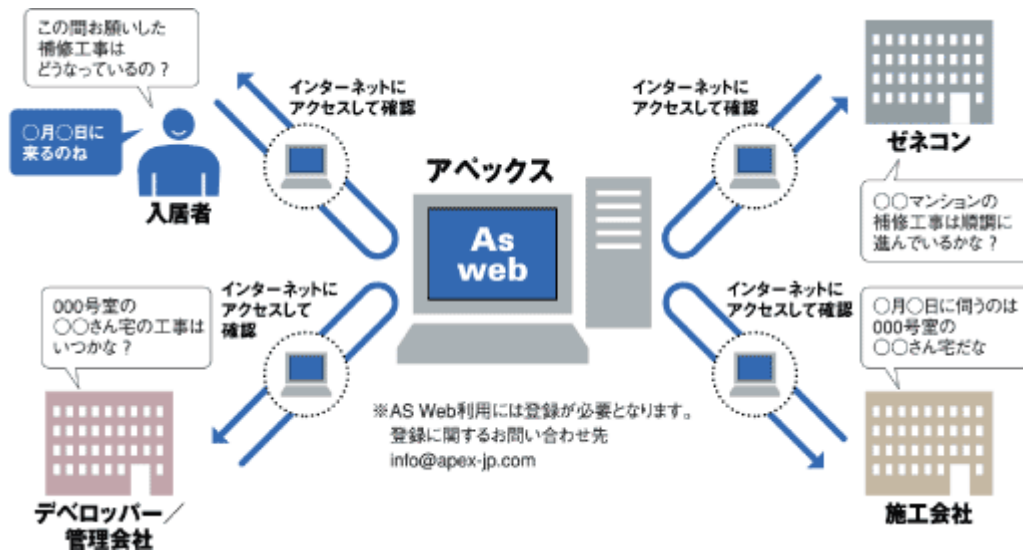 この間お願いした
補修工事は
どうなっているの？
○月○日に
来るのね
入居者
インターネットに
アクセスして確認
アペックス
As
web
インターネットに
アクセスして確認
ゼネコン
○○マンションの
補修工事は順調に
進んでいるかな？
000号室の
○○さん宅の工事は
いつかな？
デベロッパー／
管理会社
インターネットに
アクセスして
確認
※AS Web利用には登録が必要となります。
登録に関するお問い合わせ先
info@apex-jp.com
インターネットに
アクセスして確認
○月○日に伺うのは
000号室の
○○さん宅だな
施工会社